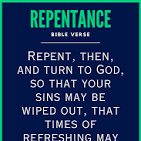 REPENTANCE
BIBLE VERSE
REPENT, THEN,
AND TURN TO GOD,
SO THAT YOUR
SINS MAY BE
WIPED OUT, THAT
TIMES OF
REFRESHING MAY